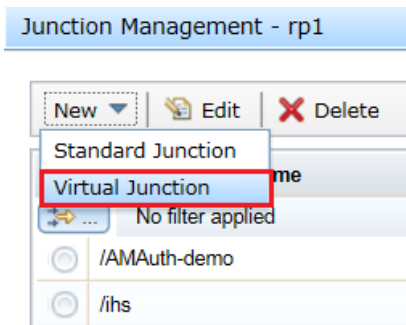 Junction Management - rp1
New Edit Delete
Standard Junction
Virtual Junction
me
... No filter applied
/AMAuth-demo
/ihs